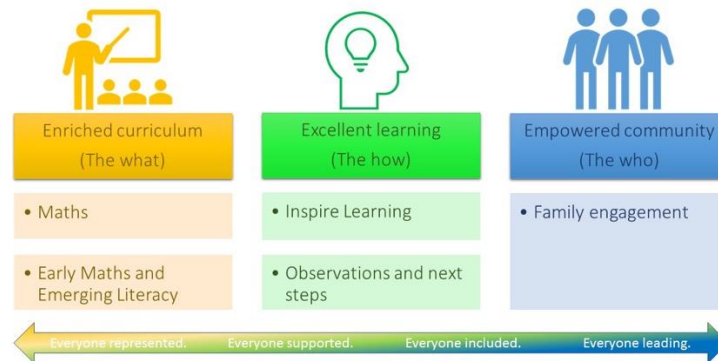 Enriched curriculum
(The what)
Excellent learning
(The how)
Empowered community
(The who)
• Maths
• Early Maths and
Emerging Literacy
• Inspire Learning
• Observations and next
steps
• Family engagement
Everyone represented. Everyone supported. Everyone included. Everyone leading.